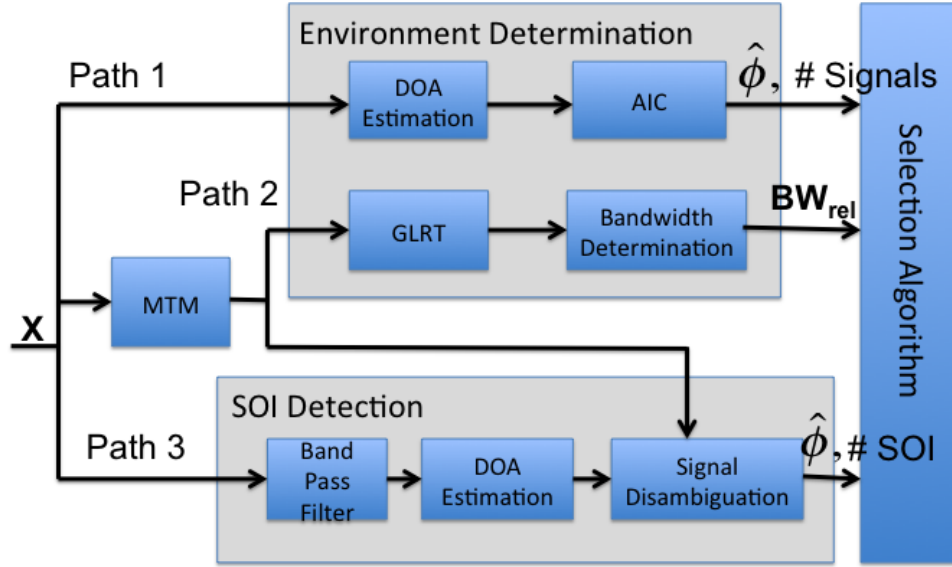 Environment Determination
Path 1
DOA
Estimation
AIC
ϕ̂, # Signals
Path 2
GLRT
Bandwidth
Determination
BW_rel
MTM
X
SOI Detection
Path 3
Band
Pass
Filter
DOA
Estimation
Signal
Disambiguation
ϕ̂, # SOI
Selection Algorithm